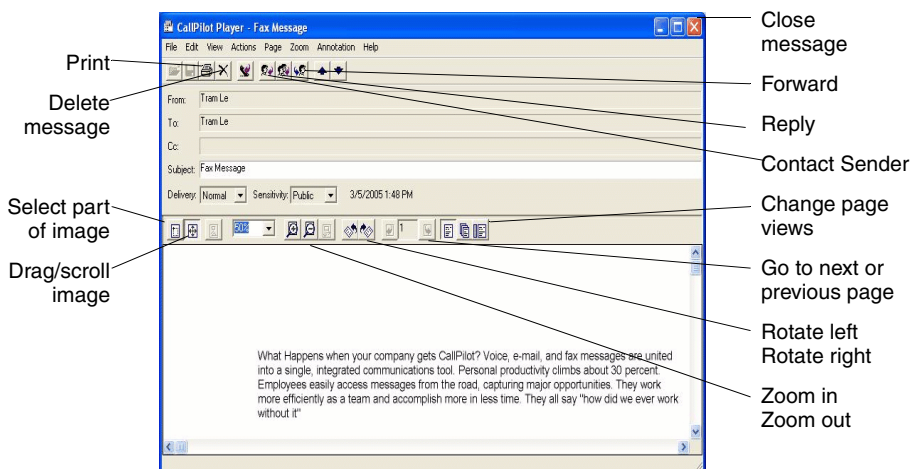 CallPilot Player - Fax Message
File Edit View Actions Page Zoom Annotation Help
Print
Delete
message
Select part
of image
Drag/scroll
image
From: Tram Le
To: Tram Le
Cc:
Subject: Fax Message
Delivery: Normal Sensitivity: Public 3/5/2005 1:48 PM
50% 1
What Happens when your company gets CallPilot? Voice, e-mail, and fax messages are united
into a single, integrated communications tool. Personal productivity climbs about 30 percent.
Employees easily access messages from the road, capturing major opportunities. They work
more efficiently as a team and accomplish more in less time. They all say "how did we ever work
without it"
Close
message
Forward
Reply
Contact Sender
Change page
views
Go to next or
previous page
Rotate left
Rotate right
Zoom in
Zoom out